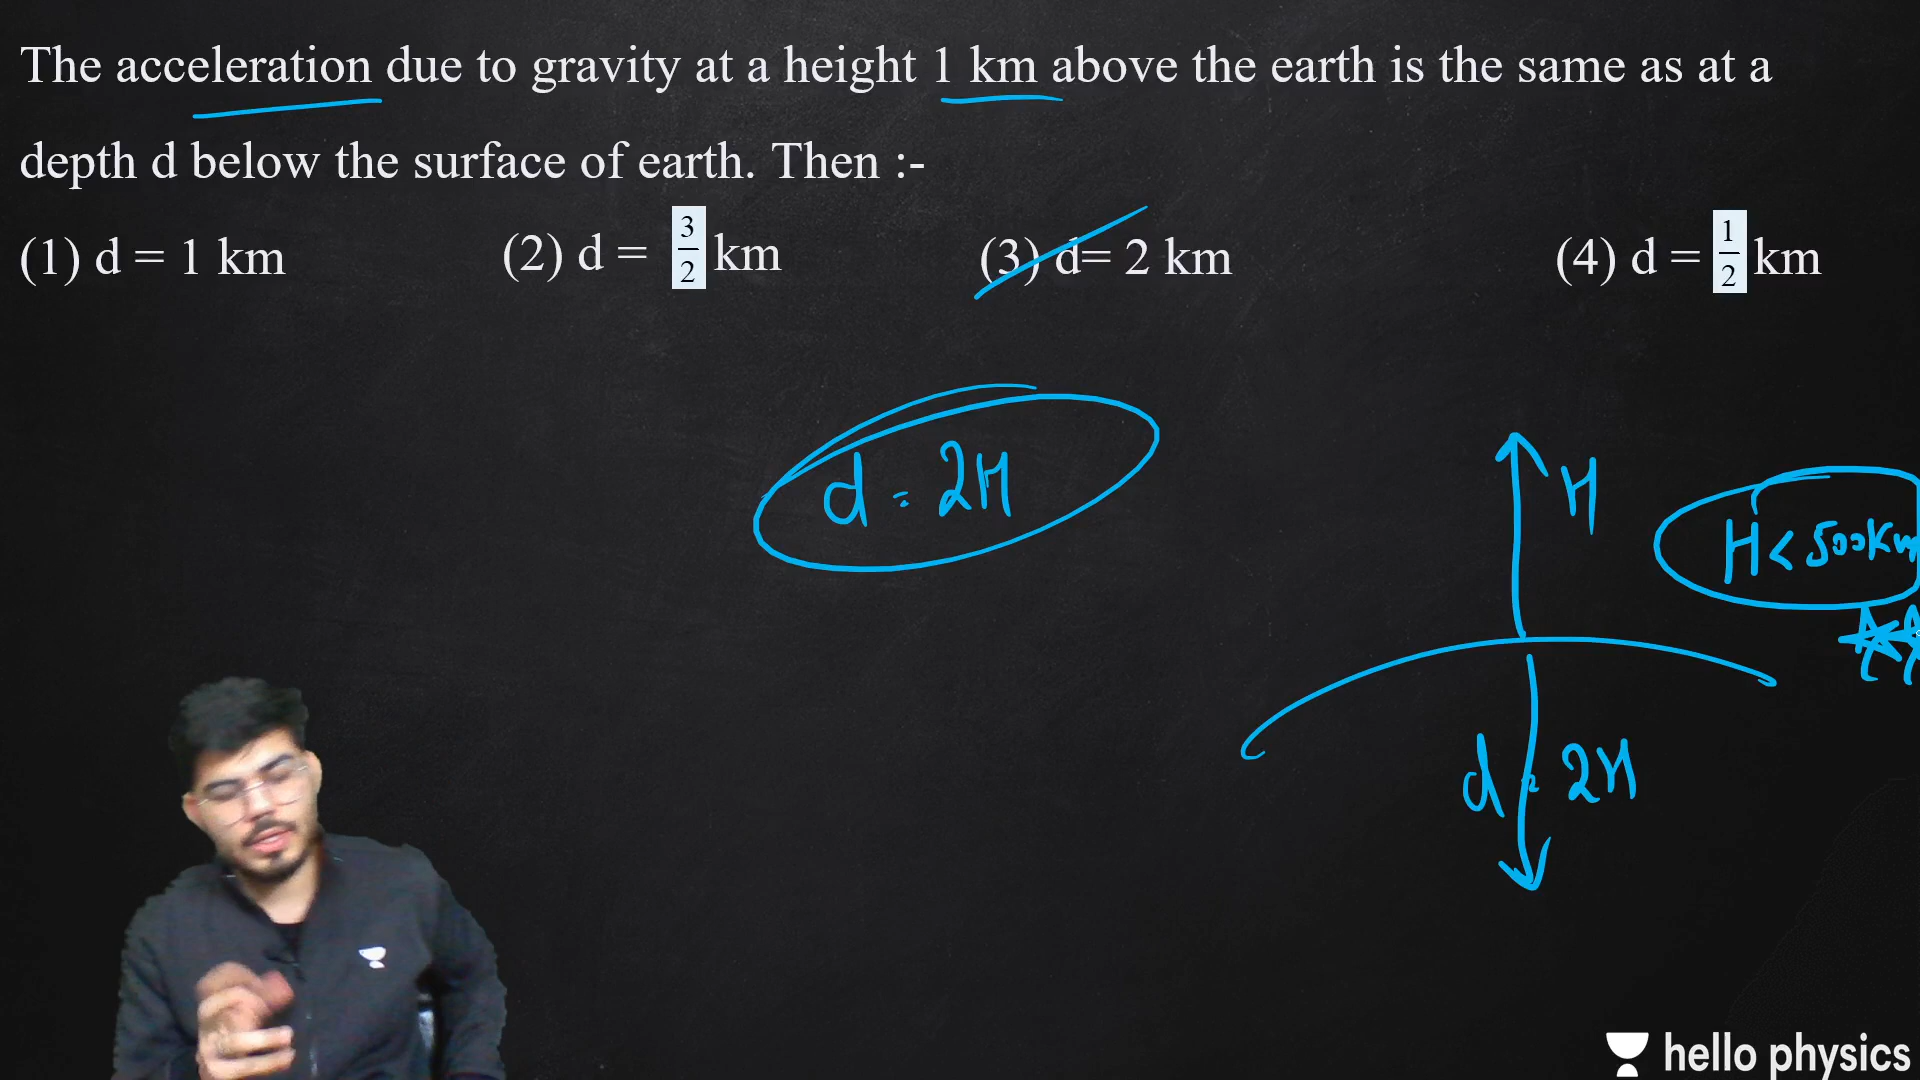 The acceleration due to gravity at a height 1 km above the earth is the same as at a
depth d below the surface of earth. Then :-
(1) d = 1 km (2) d = 3/2 km (3) d= 2 km (4) d = 1/2 km
d = 2H
H
H < 500Km
d = 2H
hello physics